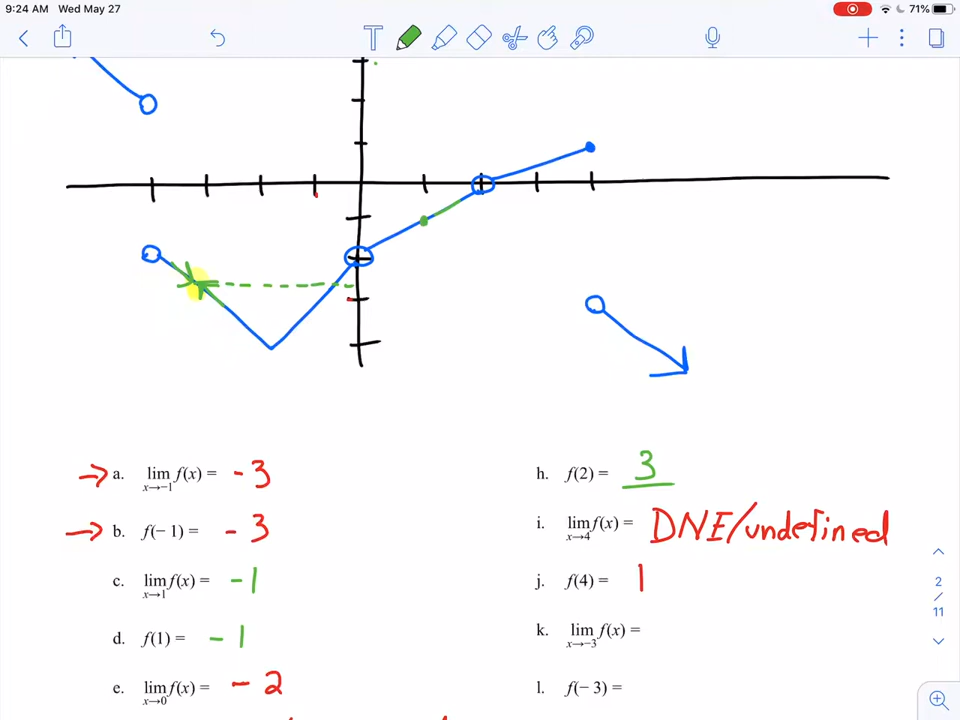 9:24 AM Wed May 27
71%
T
→ a. lim f(x) = - 3
x→−1
→ b. f(− 1) = - 3
c. lim f(x) = -1
x→1
d. f(1) = - 1
e. lim f(x) = - 2
x→0
h. f(2) = 3
i. lim f(x) = DNE/undefined
x→4
j. f(4) = 1
k. lim f(x) =
x→−3
l. f(− 3) =
2
/
11